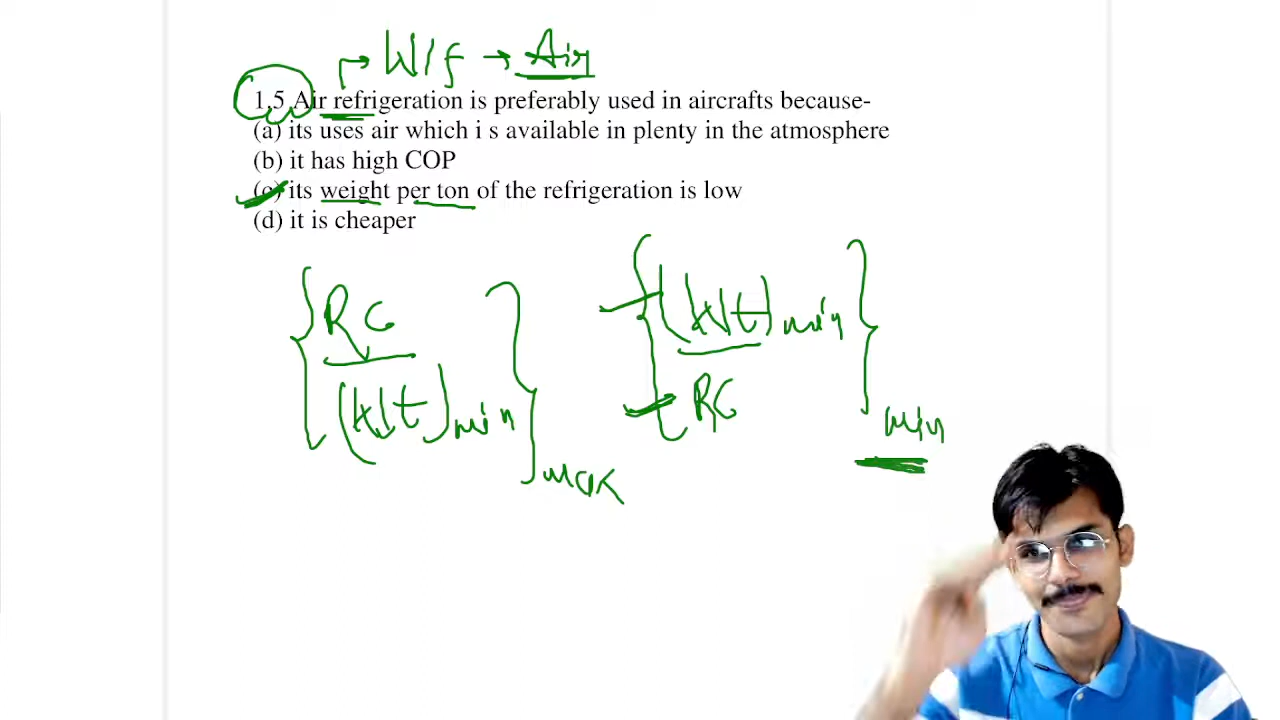 W/f → Air
1.5 Air refrigeration is preferably used in aircrafts because-
(a) its uses air which i s available in plenty in the atmosphere
(b) it has high COP
(c) its weight per ton of the refrigeration is low
(d) it is cheaper
{ RC / (Wt)min } max
{ (Wt)min / RC } min